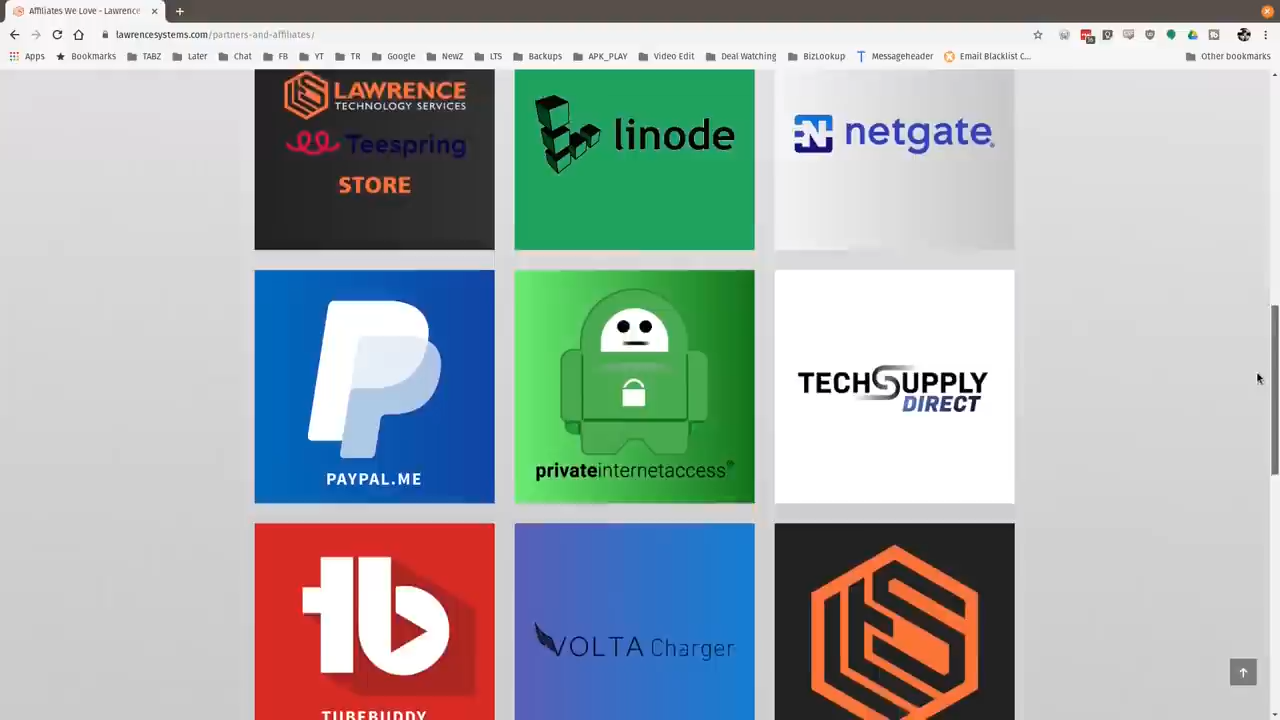 Affiliates We Love - Lawrence
lawrencesystems.com/partners-and-affiliates/
Apps Bookmarks TABZ Later Chat FB YT TR Google NewZ LTS Backups APK_PLAY Video Edit Deal Watching BizLookup Messageheader Email Blacklist C... Other bookmarks
LAWRENCE
TECHNOLOGY SERVICES
Teespring
STORE
linode
netgate
PAYPAL.ME
privateinternetaccess®
TECHSUPPLY
DIRECT
TUBEBUDDY
VOLTA Charger